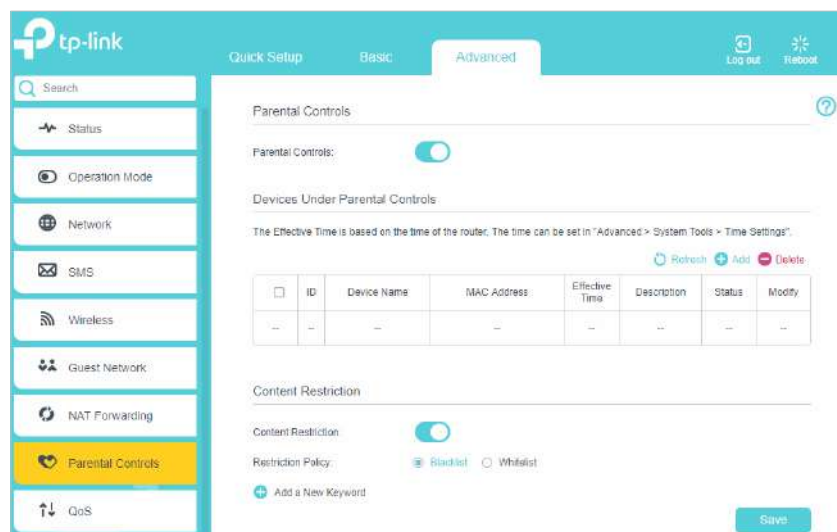 tp-link
Quick Setup
Basic
Advanced
Log out
Reboot
Search
Status
Operation Mode
Network
SMS
Wireless
Guest Network
NAT Forwarding
Parental Controls
QoS
Parental Controls
Parental Controls:
Devices Under Parental Controls
The Effective Time is based on the time of the router. The time can be set in "Advanced > System Tools > Time Settings".
Refresh Add Delete
ID Device Name MAC Address Effective Time Description Status Modify
-- -- -- -- -- -- -- --
Content Restriction
Content Restriction
Restriction Policy: Blacklist Whitelist
Add a New Keyword
Save